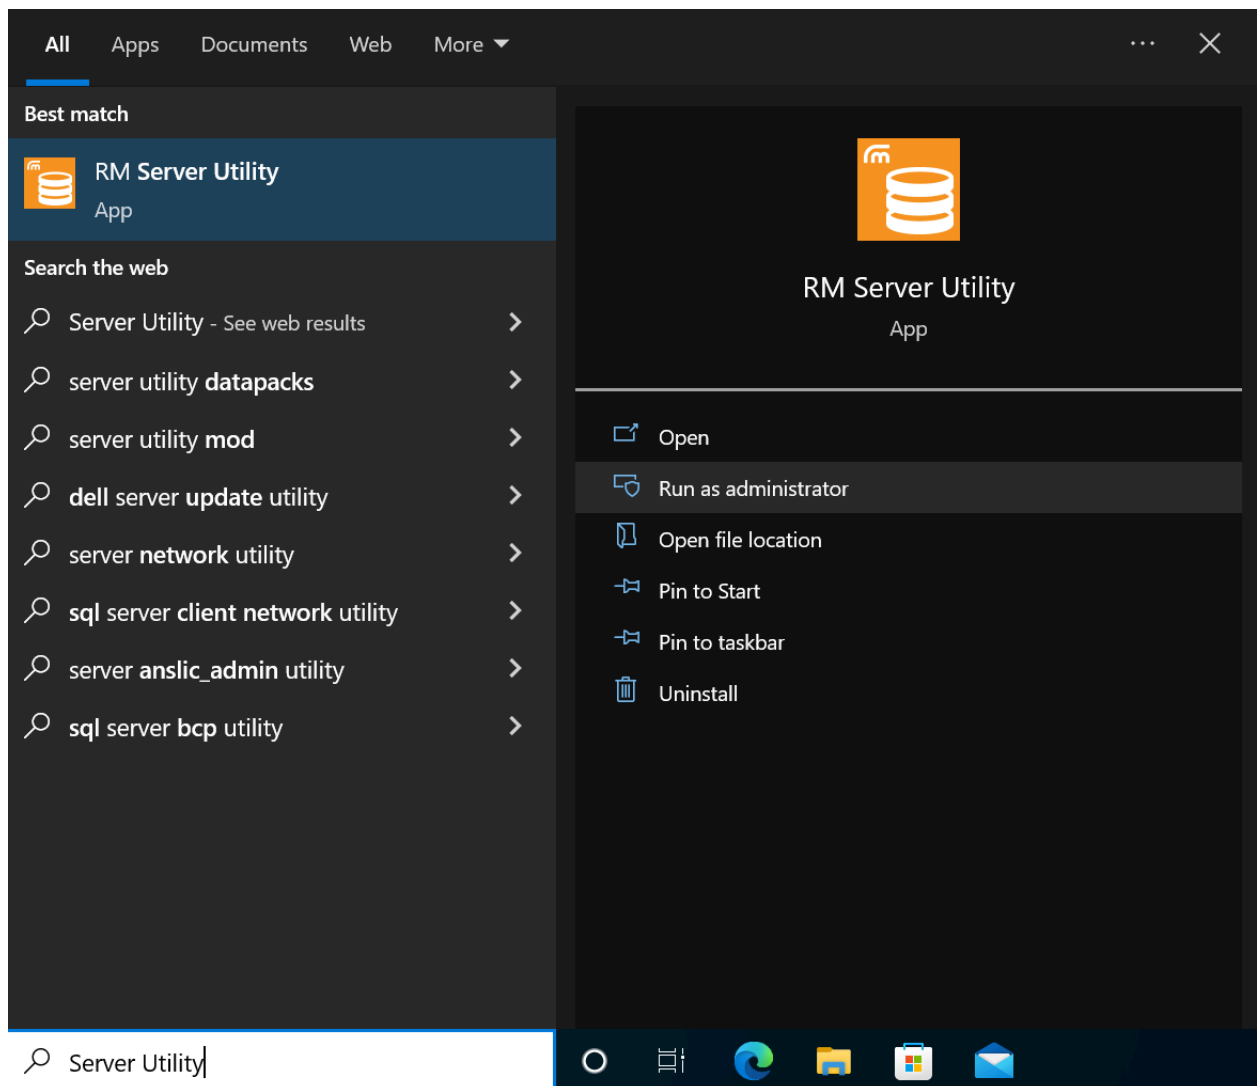 All Apps Documents Web More
Best match
RM Server Utility
App
Search the web
Server Utility - See web results
server utility datapacks
server utility mod
dell server update utility
server network utility
sql server client network utility
server anslic_admin utility
sql server bcp utility
RM Server Utility
App
Open
Run as administrator
Open file location
Pin to Start
Pin to taskbar
Uninstall
Server Utility